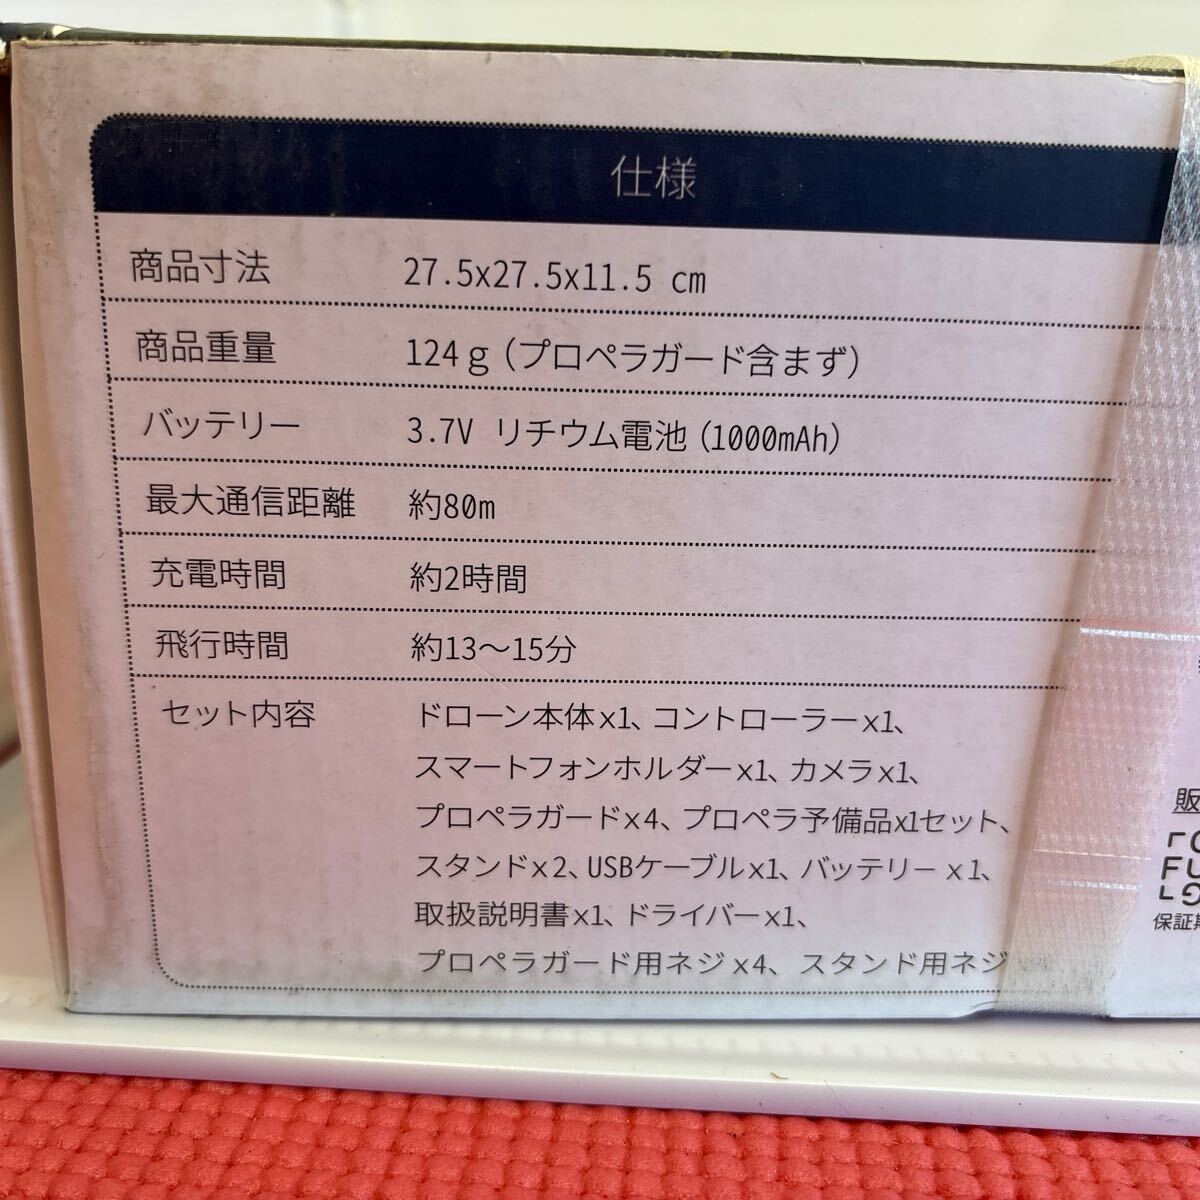 仕様
商品寸法 27.5x27.5x11.5 cm
商品重量 124g（プロペラガード含まず）
バッテリー 3.7V リチウム電池（1000mAh）
最大通信距離 約80m
充電時間 約2時間
飛行時間 約13～15分
セット内容 ドローン本体x1、コントローラーx1、
スマートフォンホルダーx1、カメラx1、
プロペラガードx4、プロペラ予備品x1セット、
スタンドx2、USBケーブルx1、バッテリーx1、
取扱説明書x1、ドライバーx1、
プロペラガード用ネジx4、スタンド用ネジ
販
FU
保証